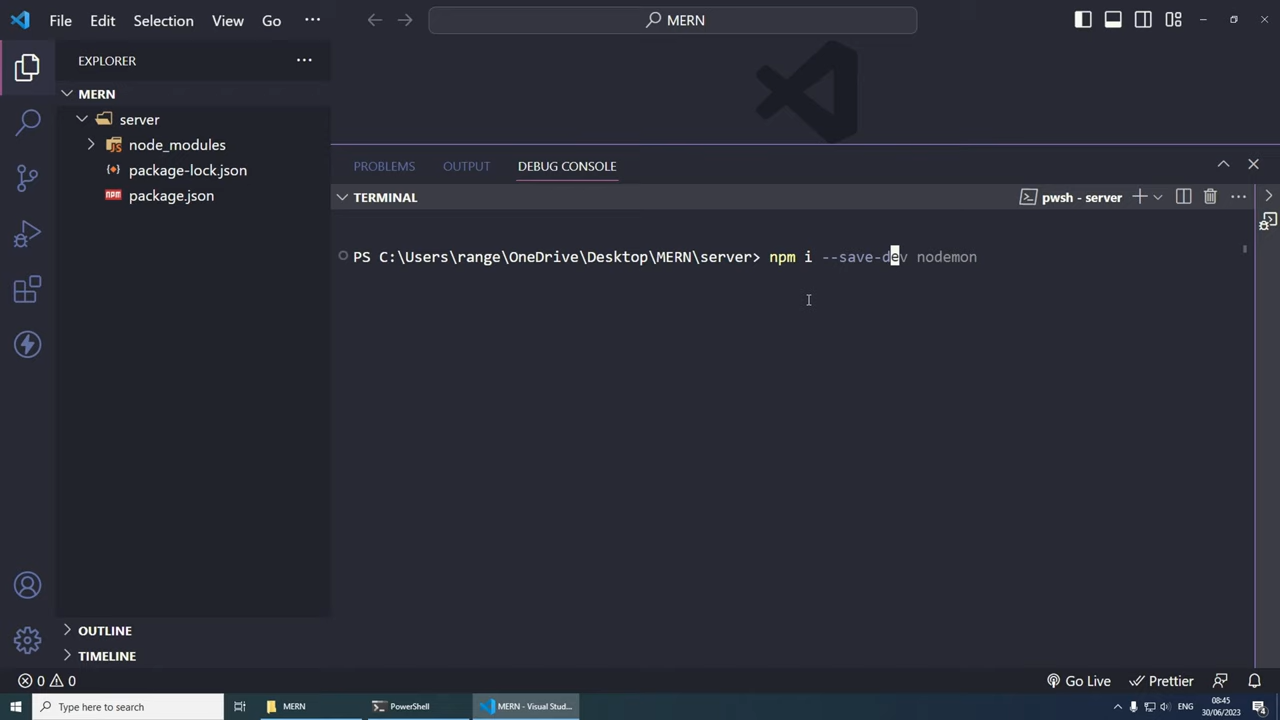 File Edit Selection View Go ··· MERN
EXPLORER ···
MERN
server
node_modules
package-lock.json
package.json
PROBLEMS OUTPUT DEBUG CONSOLE
TERMINAL pwsh - server
PS C:\Users\range\OneDrive\Desktop\MERN\server> npm i --save-dev nodemon
OUTLINE
TIMELINE
0 0 Go Live Prettier
Type here to search MERN PowerShell MERN - Visual Stud... ENG 08:45
30/06/2023 4